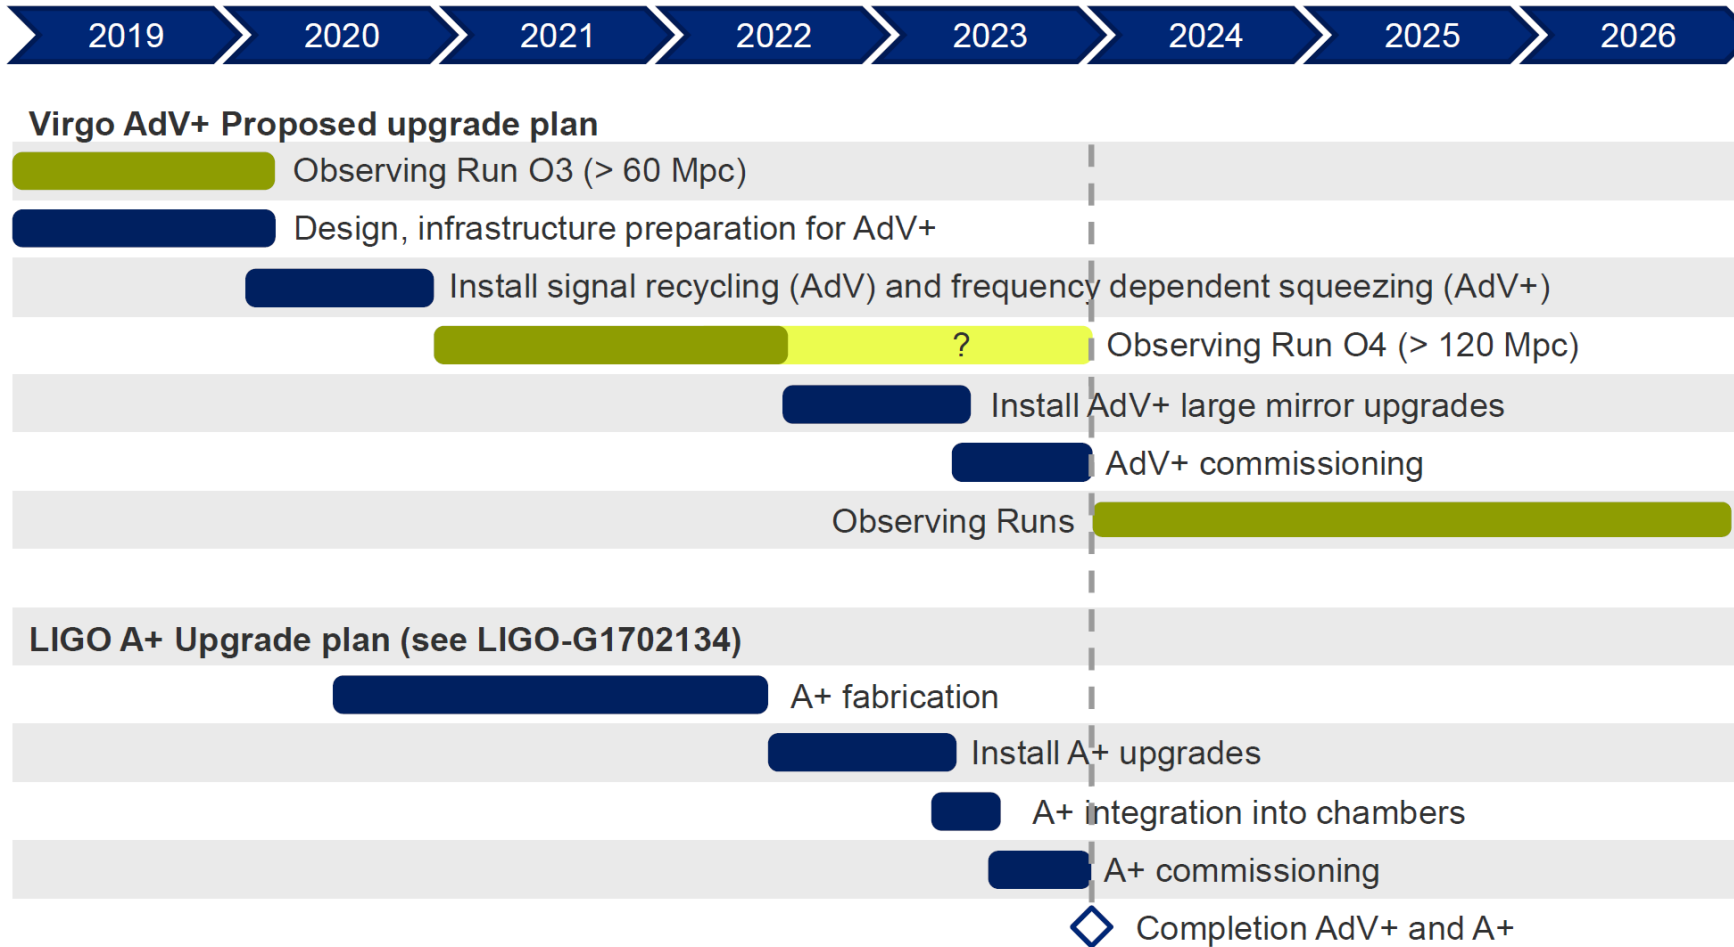 2019 2020 2021 2022 2023 2024 2025 2026
Virgo AdV+ Proposed upgrade plan
Observing Run O3 (> 60 Mpc)
Design, infrastructure preparation for AdV+
Install signal recycling (AdV) and frequency dependent squeezing (AdV+)
? Observing Run O4 (> 120 Mpc)
Install AdV+ large mirror upgrades
AdV+ commissioning
Observing Runs
LIGO A+ Upgrade plan (see LIGO-G1702134)
A+ fabrication
Install A+ upgrades
A+ integration into chambers
A+ commissioning
Completion AdV+ and A+